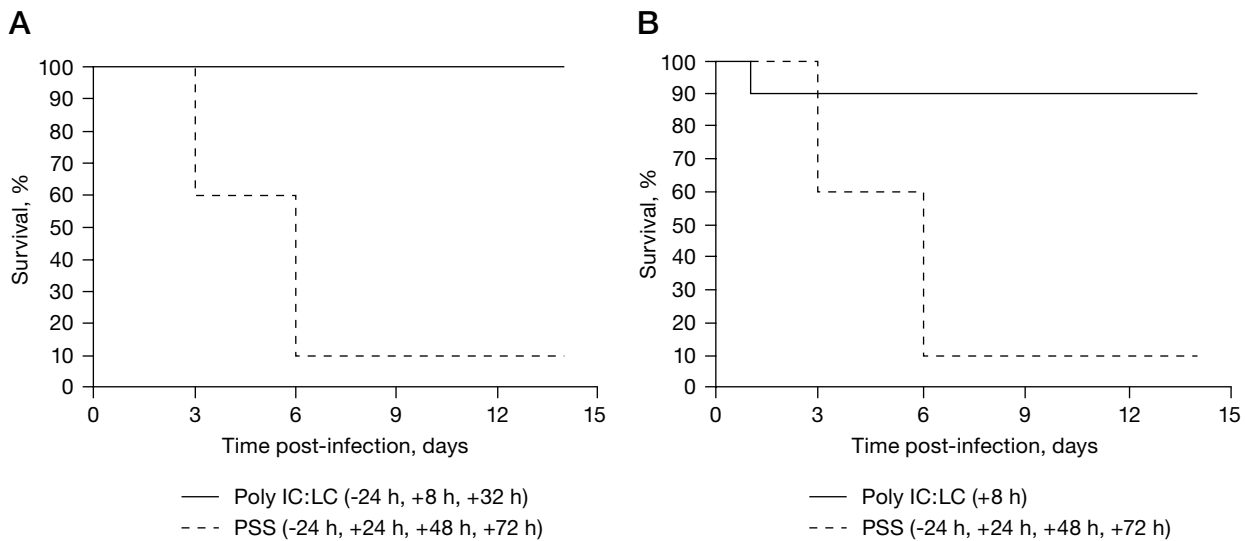 A
Survival, %
100
90
80
70
60
50
40
30
20
10
0
0 3 6 9 12 15
Time post-infection, days
Poly IC:LC (-24 h, +8 h, +32 h)
PSS (-24 h, +24 h, +48 h, +72 h)
B
Survival, %
100
90
80
70
60
50
40
30
20
10
0
0 3 6 9 12 15
Time post-infection, days
Poly IC:LC (+8 h)
PSS (-24 h, +24 h, +48 h, +72 h)